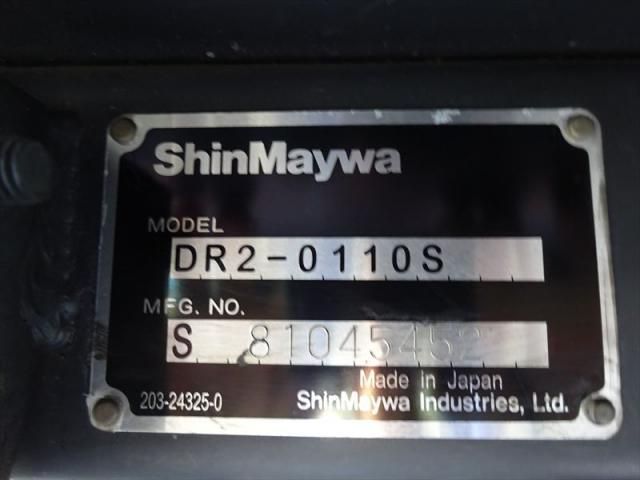 ShinMaywa
MODEL
DR2-0110S
MFG. NO.
S 81045452
Made in Japan
203-24325-0 ShinMaywa Industries, Ltd.